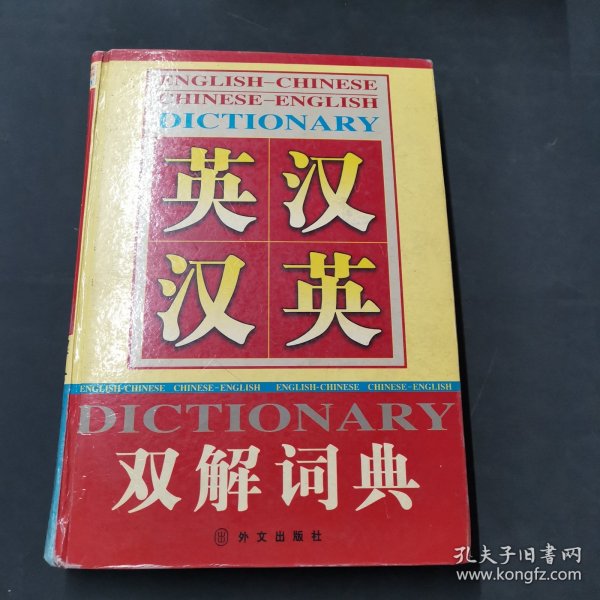 ENGLISH-CHINESE
CHINESE-ENGLISH
DICTIONARY
英汉
汉英
ENGLISH-CHINESE CHINESE-ENGLISH ENGLISH-CHINESE CHINESE-ENGLISH
DICTIONARY
双解词典
外文出版社
孔夫子旧书网
www.kongfz.com